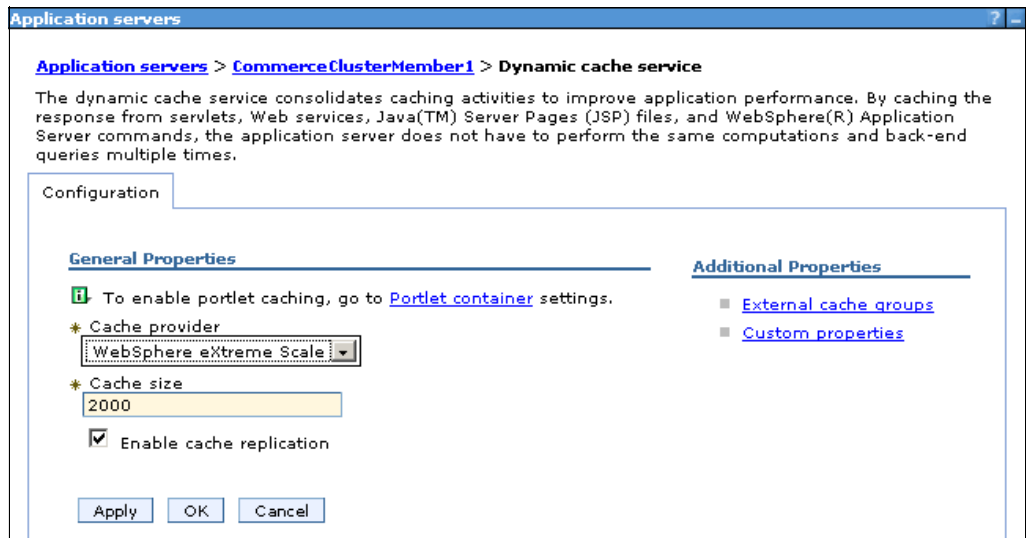 Application servers ? –
Application servers > CommerceClusterMember1 > Dynamic cache service
The dynamic cache service consolidates caching activities to improve application performance. By caching the
response from servlets, Web services, Java(TM) Server Pages (JSP) files, and WebSphere(R) Application
Server commands, the application server does not have to perform the same computations and back-end
queries multiple times.
Configuration
General Properties
To enable portlet caching, go to Portlet container settings.
* Cache provider
WebSphere eXtreme Scale
* Cache size
2000
Enable cache replication
Apply OK Cancel
Additional Properties
External cache groups
Custom properties